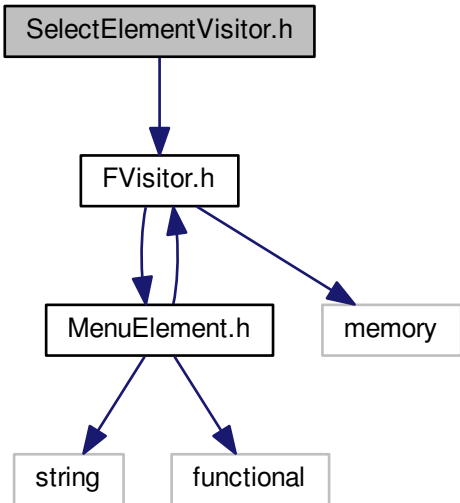 SelectElementVisitor.h
FVisitor.h
MenuElement.h
memory
string
functional